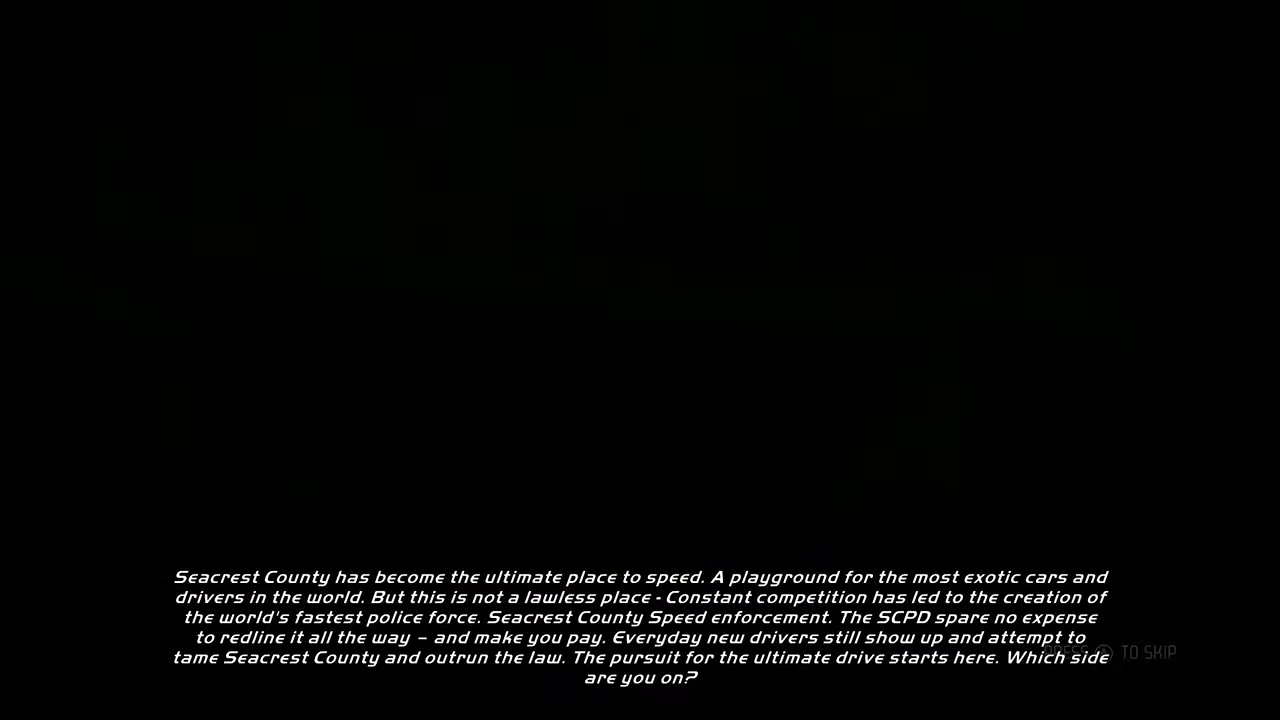 Seacrest County has become the ultimate place to speed. A playground for the most exotic cars and
drivers in the world. But this is not a lawless place - Constant competition has led to the creation of
the world's fastest police force. Seacrest County Speed enforcement. The SCPD spare no expense
to redline it all the way – and make you pay. Everyday new drivers still show up and attempt to
tame Seacrest County and outrun the law. The pursuit for the ultimate drive starts here. Which side
are you on?
PRESS A TO SKIP